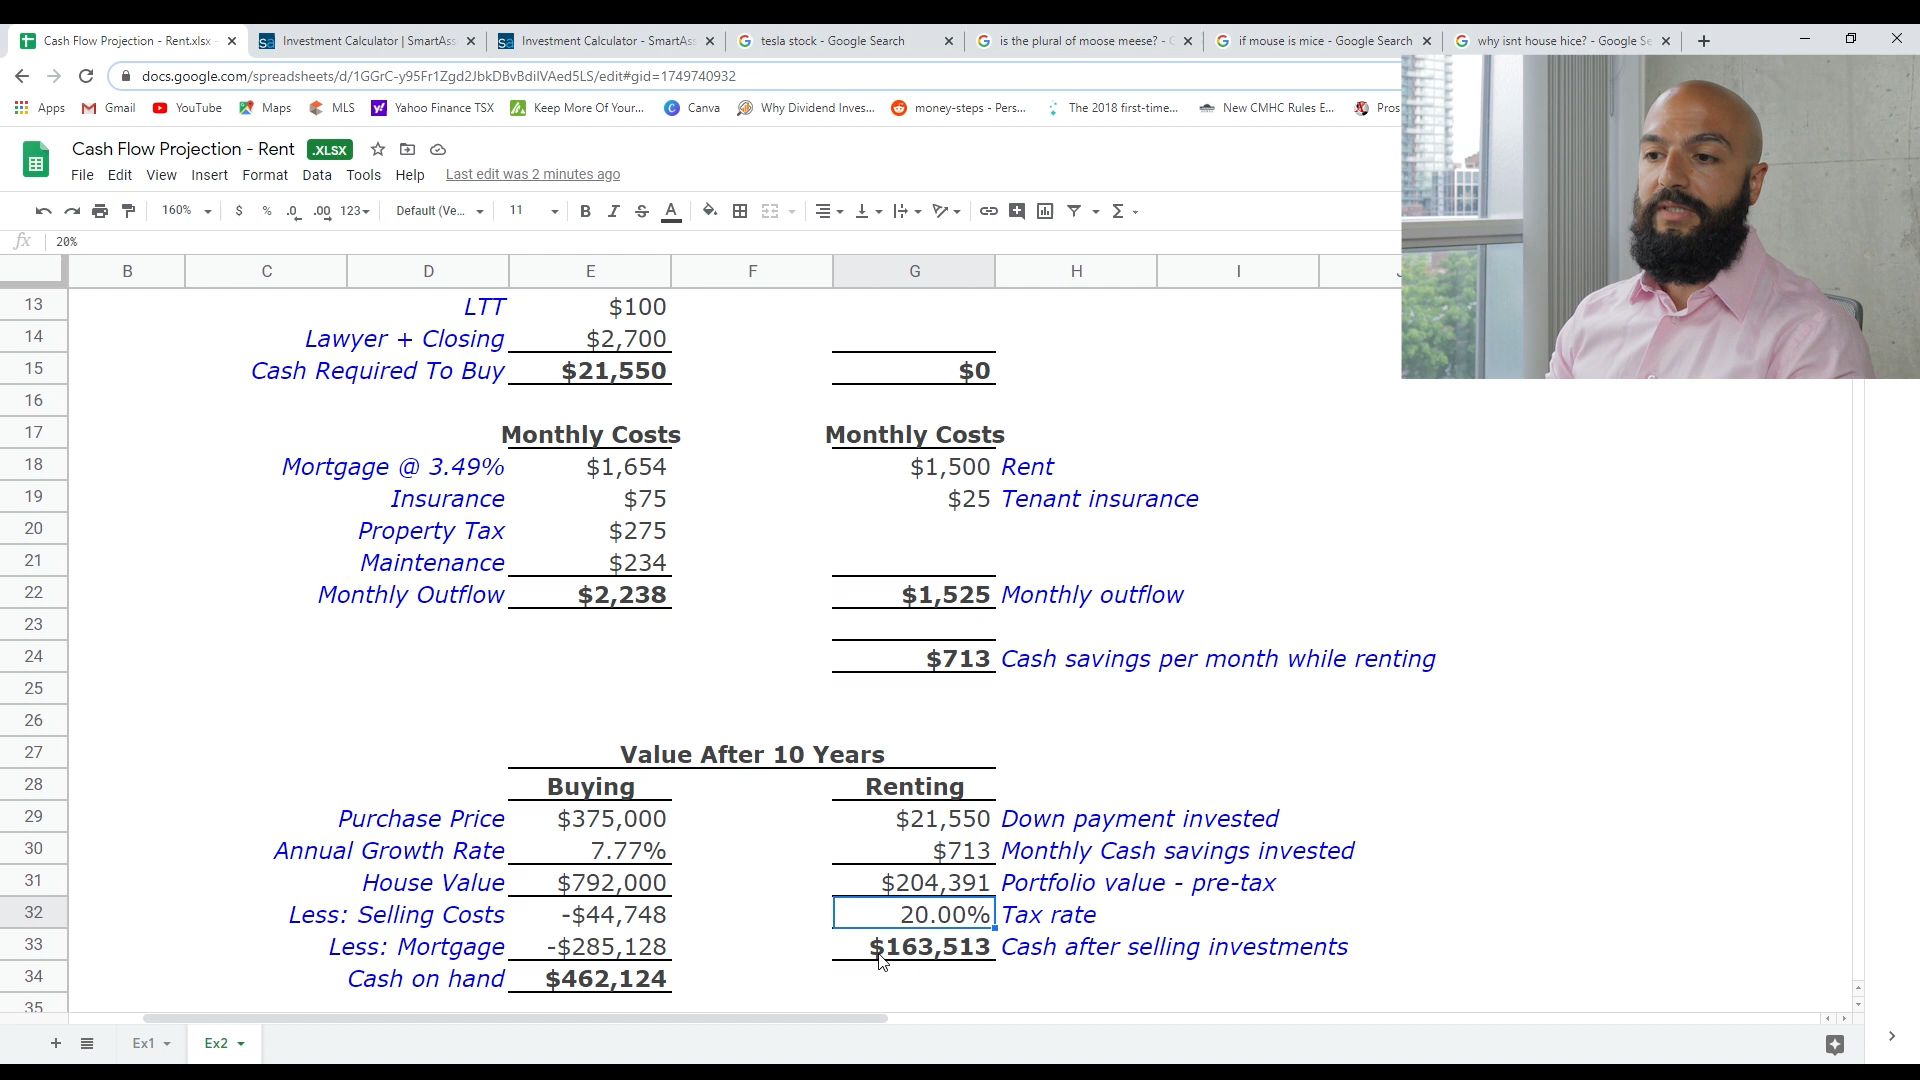 Cash Flow Projection - Rent.xlsx
Investment Calculator | SmartAss
Investment Calculator - SmartAss
tesla stock - Google Search
is the plural of moose meese? - G
if mouse is mice - Google Search
why isnt house hice? - Google Se
docs.google.com/spreadsheets/d/1GGrC-y95Fr1Zgd2JbkDBvBdilVAed5LS/edit#gid=1749740932
Apps Gmail YouTube Maps MLS Yahoo Finance TSX Keep More Of Your... Canva Why Dividend Inves... money-steps - Pers... The 2018 first-time... New CMHC Rules E... Pros
Cash Flow Projection - Rent .XLSX
File Edit View Insert Format Data Tools Help Last edit was 2 minutes ago
160% $ % .0 .00 123 Default (Ve... 11 B I S A Σ
fx 20%
B C D E F G H I
13 LTT $100
14 Lawyer + Closing $2,700
15 Cash Required To Buy $21,550 $0
16
17 Monthly Costs Monthly Costs
18 Mortgage @ 3.49% $1,654 $1,500 Rent
19 Insurance $75 $25 Tenant insurance
20 Property Tax $275
21 Maintenance $234
22 Monthly Outflow $2,238 $1,525 Monthly outflow
23
24 $713 Cash savings per month while renting
25
26
27 Value After 10 Years
28 Buying Renting
29 Purchase Price $375,000 $21,550 Down payment invested
30 Annual Growth Rate 7.77% $713 Monthly Cash savings invested
31 House Value $792,000 $204,391 Portfolio value - pre-tax
32 Less: Selling Costs -$44,748 20.00% Tax rate
33 Less: Mortgage -$285,128 $163,513 Cash after selling investments
34 Cash on hand $462,124
35
Ex1 Ex2